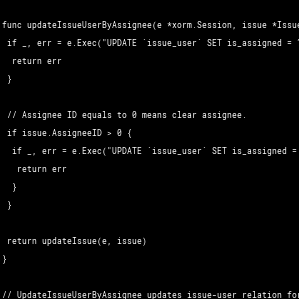 func updateIssueUserByAssignee(e *xorm.Session, issue *Issue
if _, err = e.Exec("UPDATE `issue_user` SET is_assigned =
return err
}
// Assignee ID equals to 0 means clear assignee.
if issue.AssigneeID > 0 {
if _, err = e.Exec("UPDATE `issue_user` SET is_assigned =
return err
}
}
return updateIssue(e, issue)
}
// UpdateIssueUserByAssignee updates issue-user relation for